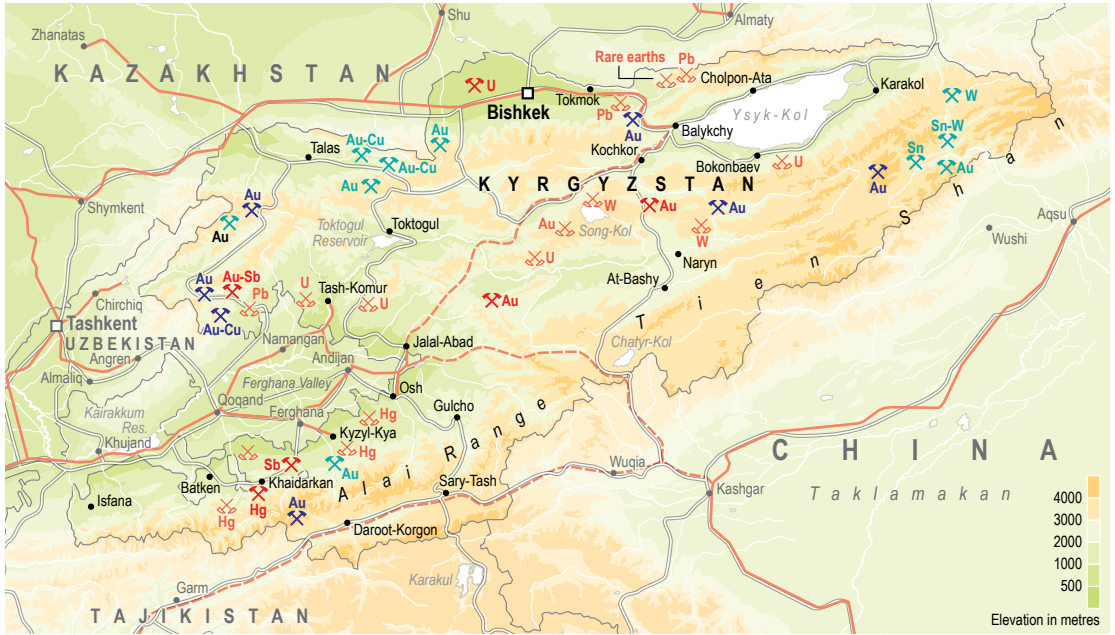 Shu
Almaty
Zhanatas
KAZAKHSTAN
Rare earths
Pb
Cholpon-Ata
U
Bishkek
Tokmok
Karakol
W
Pb
Au
Ysyk-Kol
Balykchy
Sn-W
Au
Au-Cu
Talas
Au-Cu
Kochkor
Bokonbaev
U
Sn
Au
Au
Au
KYRGYZSTAN
Au
Shymkent
Au
W
Au
Au
Toktogul
Reservoir
Toktogul
Au
Song-Kol
W
Aqsu
Wushi
Naryn
U
Au
Au-Sb
Pb
U
Tash-Komur
U
At-Bashy
Au
Chirchiq
Au-Cu
Tien Shan
Tashkent
UZBEKISTAN
Namangan
Jalal-Abad
Chatyr-Kol
Angren
Andijan
Almaliq
Ferghana Valley
Osh
Qoqand
Gulcho
Kairakkum
Res.
Ferghana
Hg
Khujand
Kyzyl-Kya
Hg
CHINA
Sb
Au
Alai Range
Wuqia
Batken
Khaidarkan
Sary-Tash
Kashgar
Taklamakan
Isfana
Hg
Hg
Au
Daroot-Korgon
4000
3000
2000
1000
500
Karakul
Garm
TAJIKISTAN
Elevation in metres